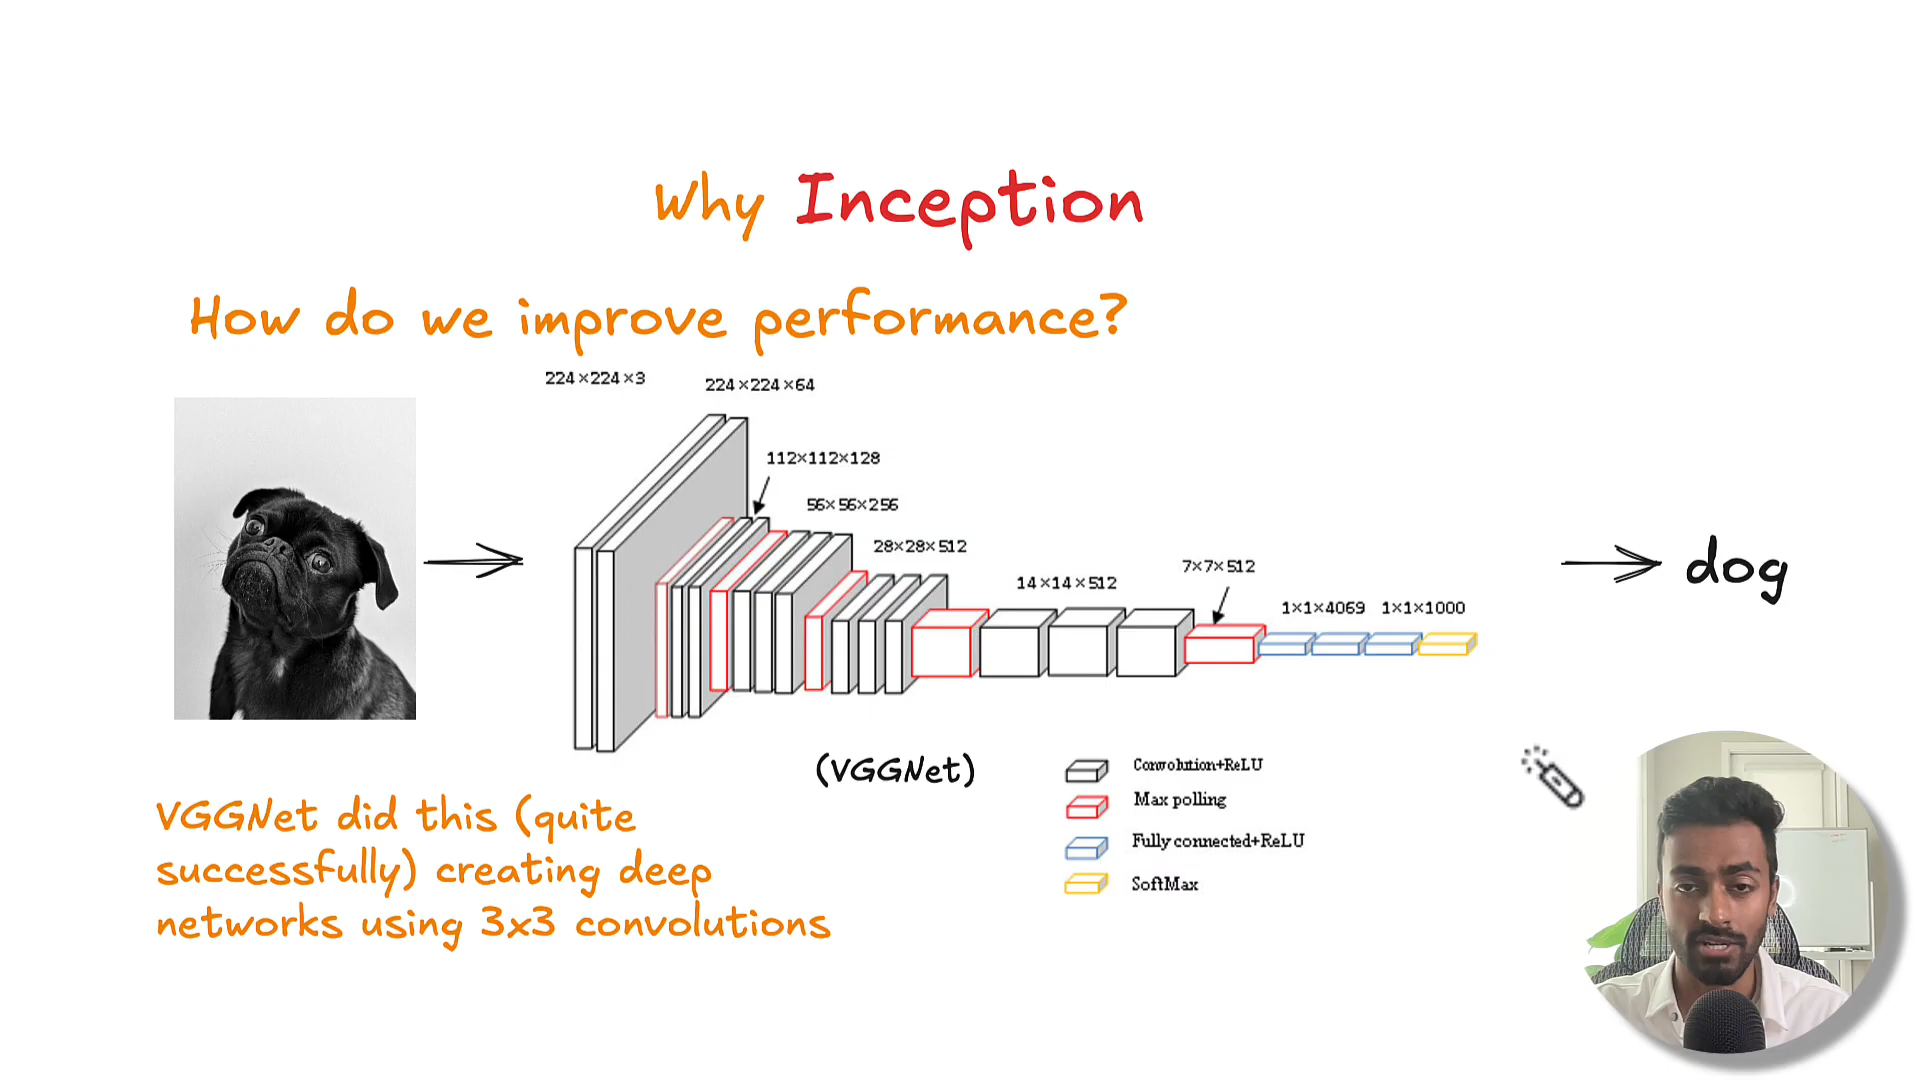 Why Inception
How do we improve performance?
224×224×3
224×224×64
112×112×128
56×56×256
28×28×512
14×14×512
7×7×512
1×1×4069
1×1×1000
dog
(VGGNet)
Convolution+ReLU
Max polling
Fully connected+ReLU
SoftMax
VGGNet did this (quite
successfully) creating deep
networks using 3x3 convolutions